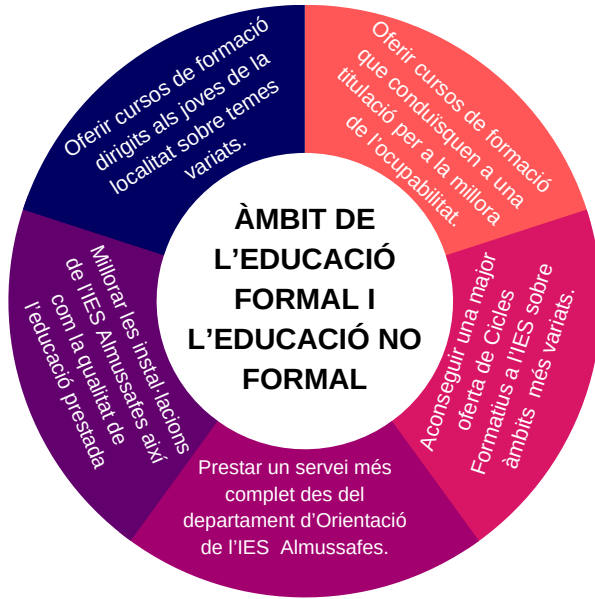 ÀMBIT DE
L’EDUCACIÓ
FORMAL I
L’EDUCACIÓ NO
FORMAL
Oferir cursos de formació
que conduïsquen a una
titulació per a la millora
de l’ocupabilitat.
Aconseguir una major
oferta de Cicles
Formatius a l’IES sobre
àmbits més variats.
Prestar un servei més
complet des del
departament d’Orientació
de l’IES Almussafes.
Millorar les instal·lacions
de l’IES Almussafes així
com la qualitat de
l’educació prestada
Oferir cursos de formació
dirigits als joves de la
localitat sobre temes
variats.